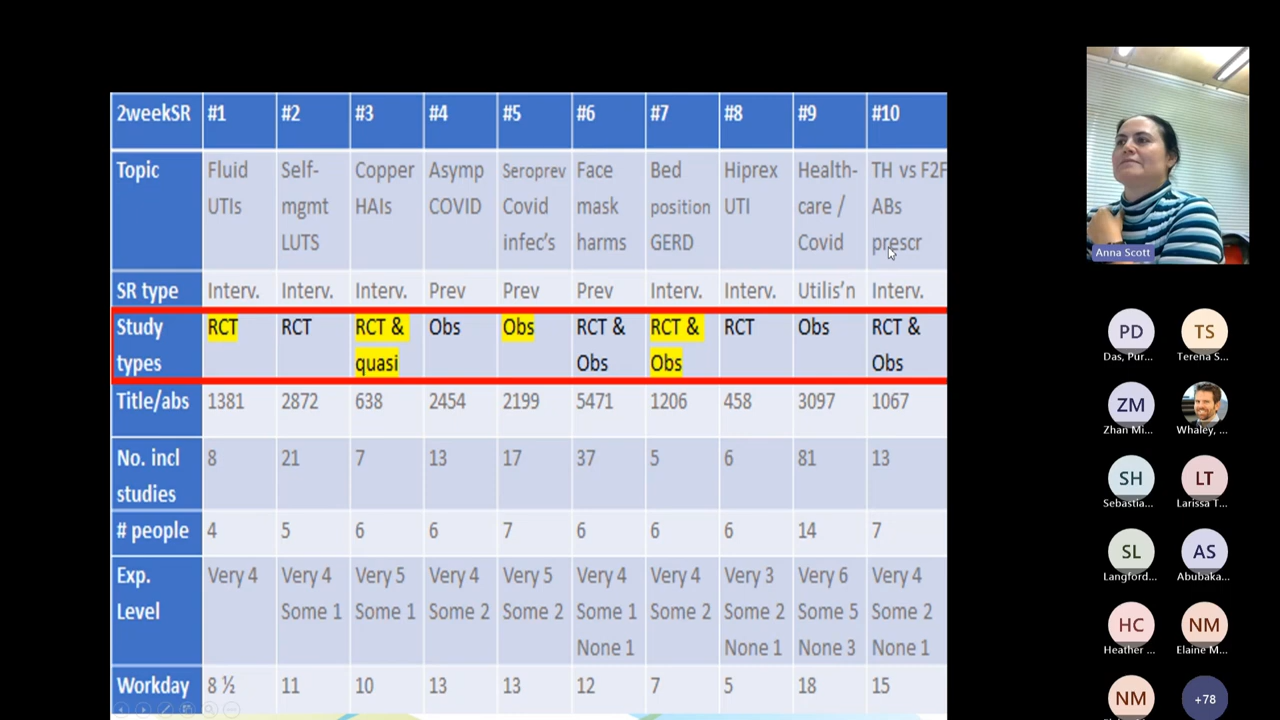 2weekSR #1 #2 #3 #4 #5 #6 #7 #8 #9 #10
Topic Fluid Self- Copper Asymp Seroprev Face Bed Hiprex Health- TH vs F2F
UTIs mgmt HAIs COVID Covid mask position UTI care / ABs
LUTS infec's harms GERD Covid prescr
SR type Interv. Interv. Interv. Prev Prev Prev Interv. Interv. Utilis'n Interv.
Study RCT RCT RCT & Obs Obs RCT & RCT & RCT Obs RCT &
types quasi Obs Obs Obs
Title/abs 1381 2872 638 2454 2199 5471 1206 458 3097 1067
No. incl 8 21 7 13 17 37 5 6 81 13
studies
# people 4 5 6 6 7 6 6 6 14 7
Exp. Very 4 Very 4 Very 5 Very 4 Very 5 Very 4 Very 4 Very 3 Very 6 Very 4
Level Some 1 Some 1 Some 2 Some 2 Some 1 Some 2 Some 2 Some 5 Some 2
None 1 None 1 None 3 None 1
Workday 8 ½ 11 10 13 13 12 7 5 18 15
Anna Scott
PD TS
Das, Pur... Terena S...
ZM
Zhan Mi... Whaley, ...
SH LT
Sebastia... Larissa T...
SL AS
Langford... Abubaka...
HC NM
Heather ... Elaine M...
NM +78